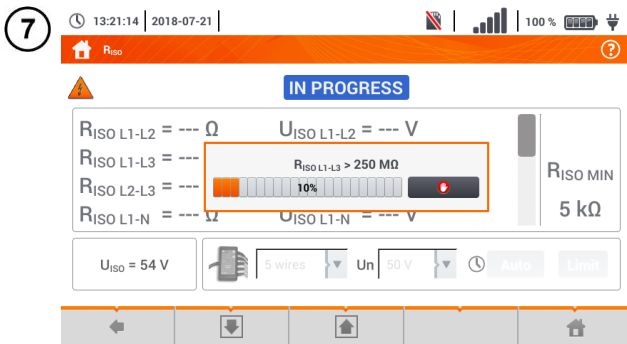 7
13:21:14 2018-07-21 100 %
RISO ?
IN PROGRESS
RISO L1-L2 = --- Ω UISO L1-L2 = --- V
RISO L1-L3 = ---
RISO L2-L3 = ---
RISO L1-N = --- Ω UISO L1-N = --- V
RISO L1-L3 > 250 MΩ
10%
RISO MIN
5 kΩ
UISO = 54 V 5 wires Un 50 V Auto Limit